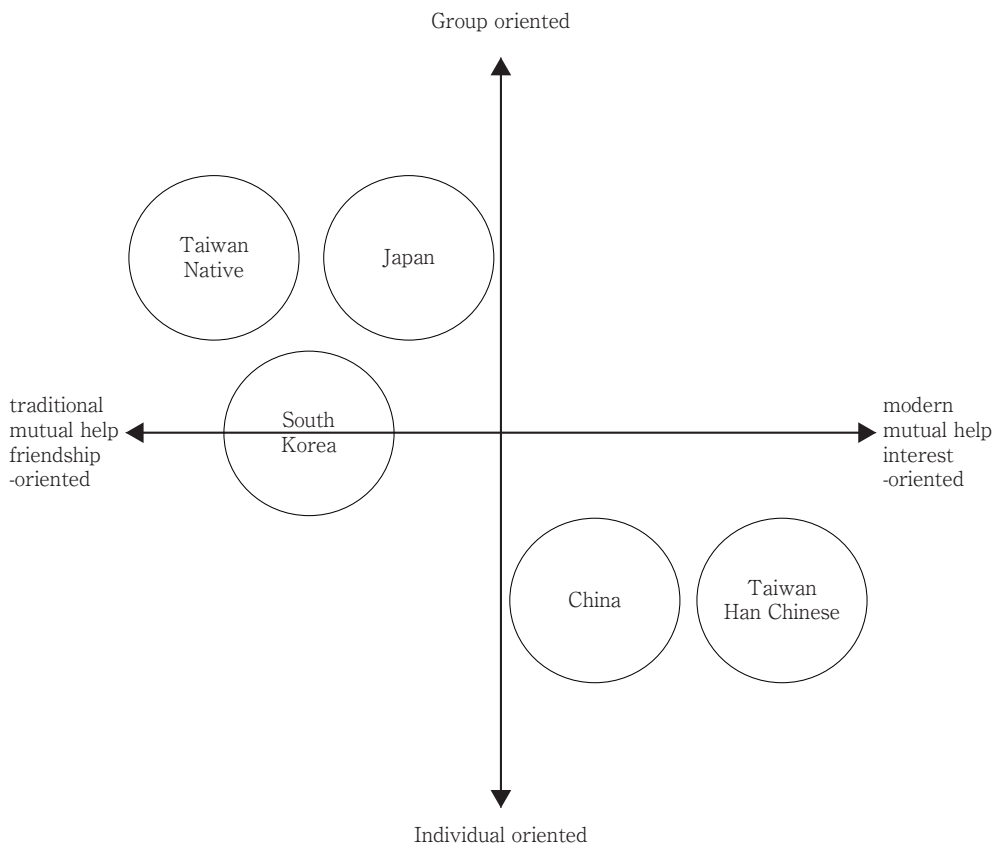 Group oriented
Taiwan
Native
Japan
South
Korea
traditional
mutual help
friendship
-oriented
modern
mutual help
interest
-oriented
China
Taiwan
Han Chinese
Individual oriented